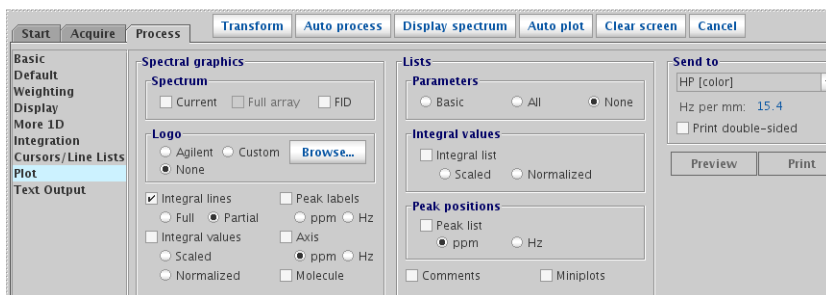 Start Acquire Process Transform Auto process Display spectrum Auto plot Clear screen Cancel
Basic
Default
Weighting
Display
More 1D
Integration
Cursors/Line Lists
Plot
Text Output
Spectral graphics
Spectrum
Current Full array FID
Logo
Agilent Custom Browse...
None
Integral lines Peak labels
Full Partial ppm Hz
Integral values Axis
Scaled ppm Hz
Normalized Molecule
Lists
Parameters
Basic All None
Integral values
Integral list
Scaled Normalized
Peak positions
Peak list
ppm Hz
Comments Miniplots
Send to
HP [color]
Hz per mm: 15.4
Print double-sided
Preview Print